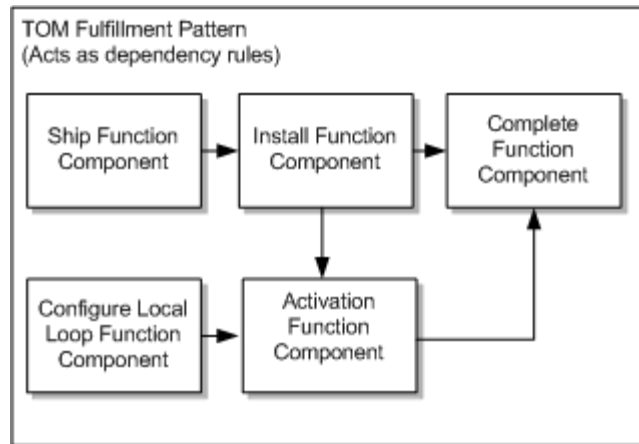 TOM Fulfillment Pattern
(Acts as dependency rules)
Ship Function
Component
Install Function
Component
Complete
Function
Component
Configure Local
Loop Function
Component
Activation
Function
Component